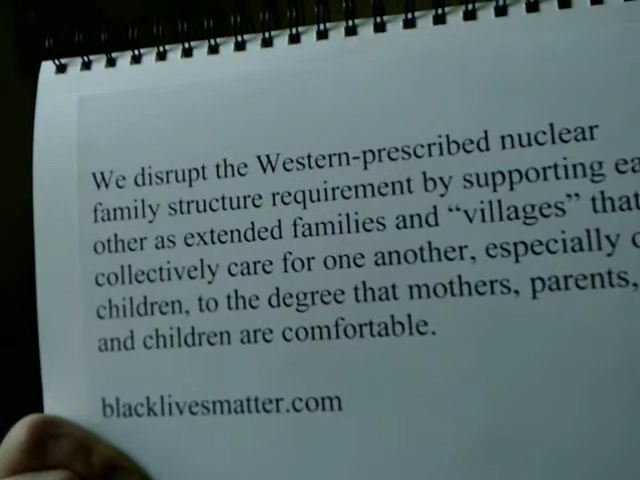 We disrupt the Western-prescribed nuclear
family structure requirement by supporting
other as extended families and “villages” that
collectively care for one another, especially
children, to the degree that mothers, parents,
and children are comfortable.
blacklivesmatter.com